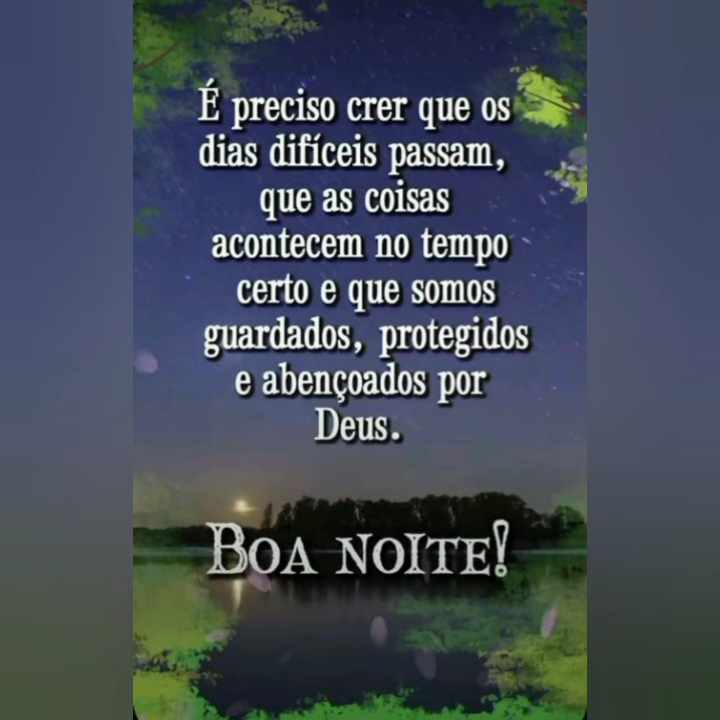 É preciso crer que os
dias difíceis passam,
que as coisas
acontecem no tempo
certo e que somos
guardados, protegidos
e abençoados por
Deus.
BOA NOITE!